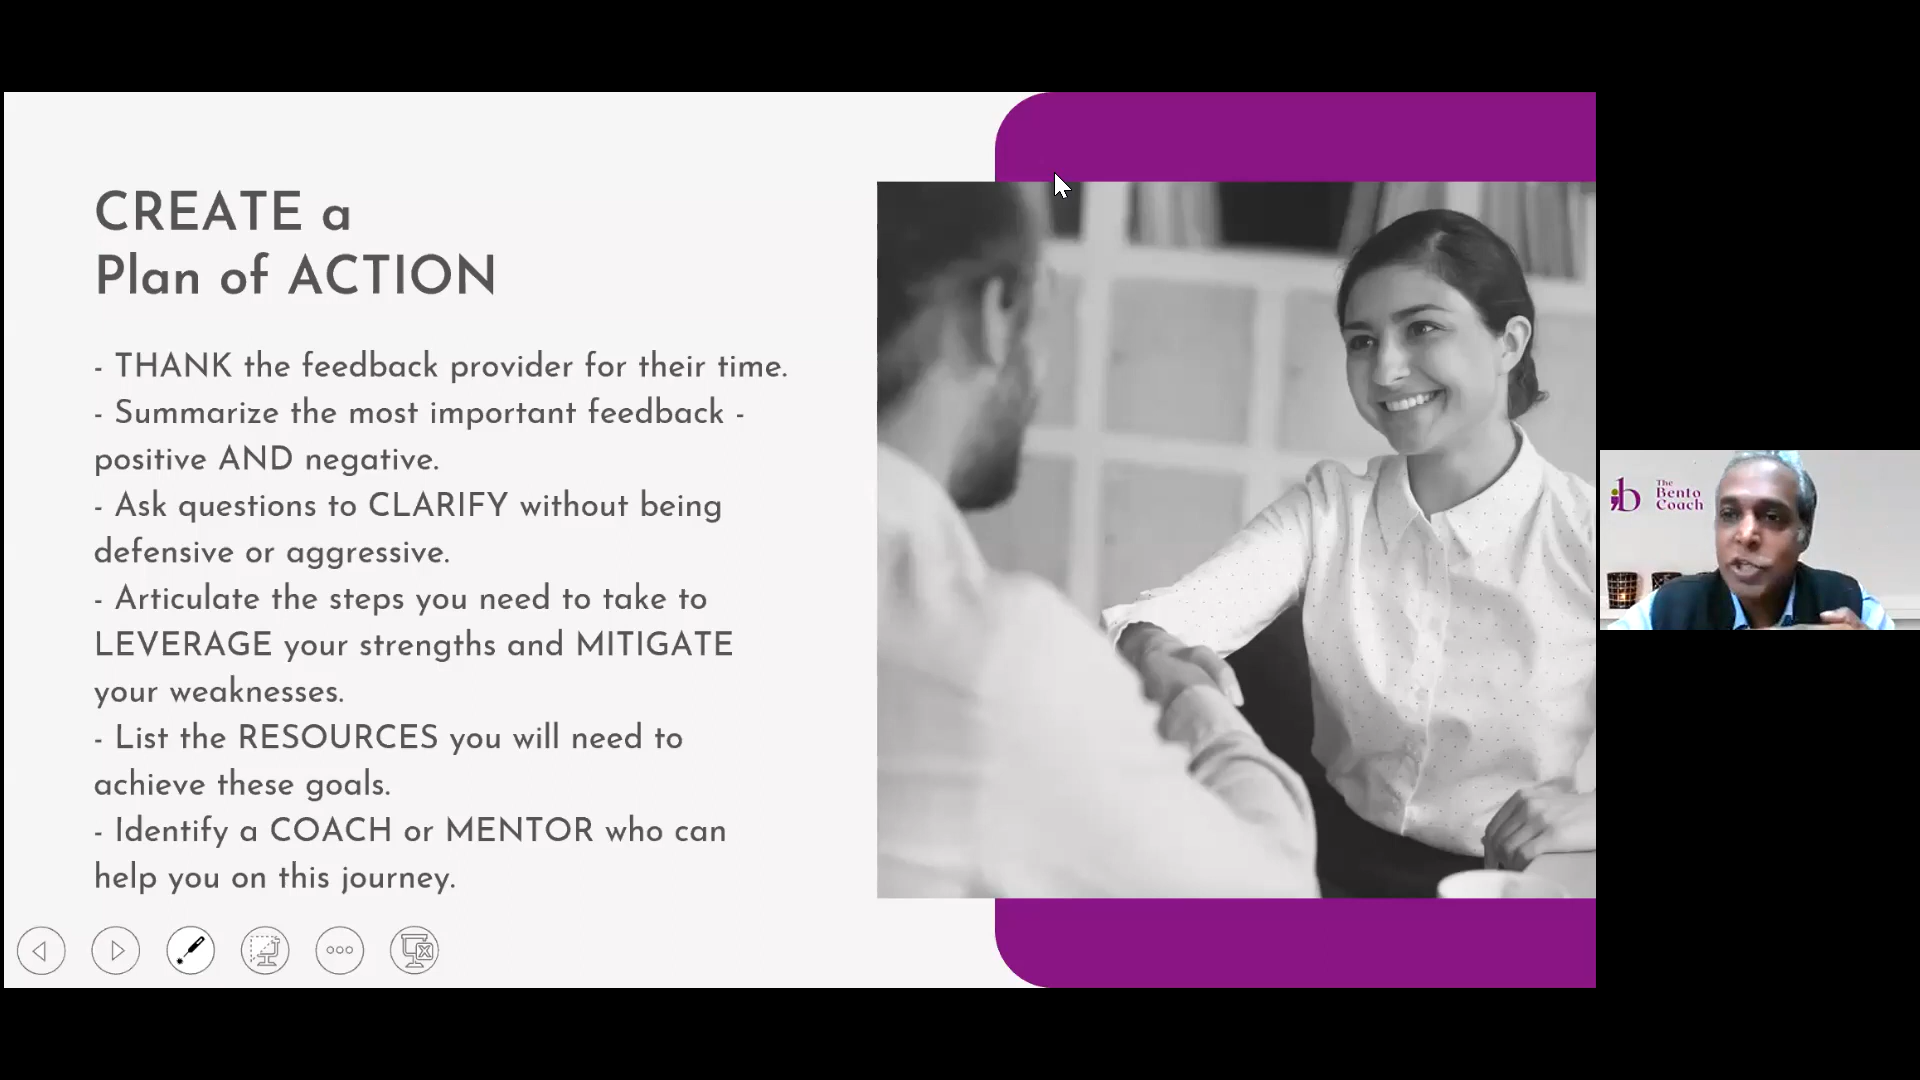 CREATE a
Plan of ACTION
- THANK the feedback provider for their time.
- Summarize the most important feedback -
positive AND negative.
- Ask questions to CLARIFY without being
defensive or aggressive.
- Articulate the steps you need to take to
LEVERAGE your strengths and MITIGATE
your weaknesses.
- List the RESOURCES you will need to
achieve these goals.
- Identify a COACH or MENTOR who can
help you on this journey.
b
The
Bento
Coach